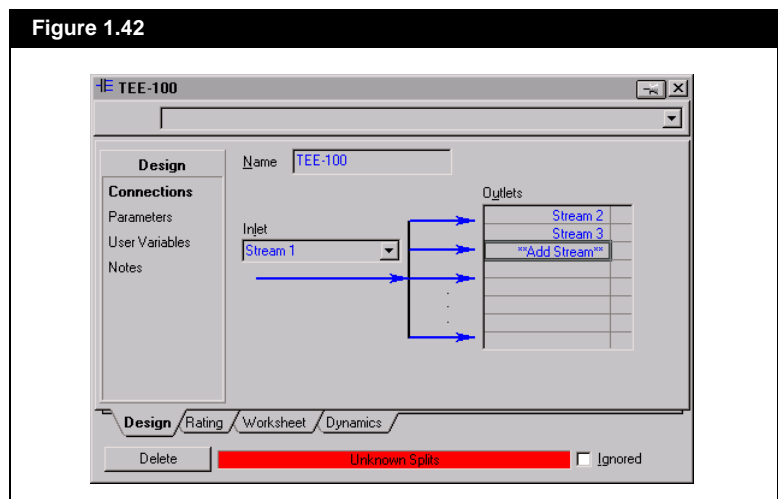 Figure 1.42
TEE-100
Design
Connections
Parameters
User Variables
Notes
Name TEE-100
Inlet
Stream 1
Outlets
Stream 2
Stream 3
**Add Stream**
Design Rating Worksheet Dynamics
Delete Unknown Splits Ignored